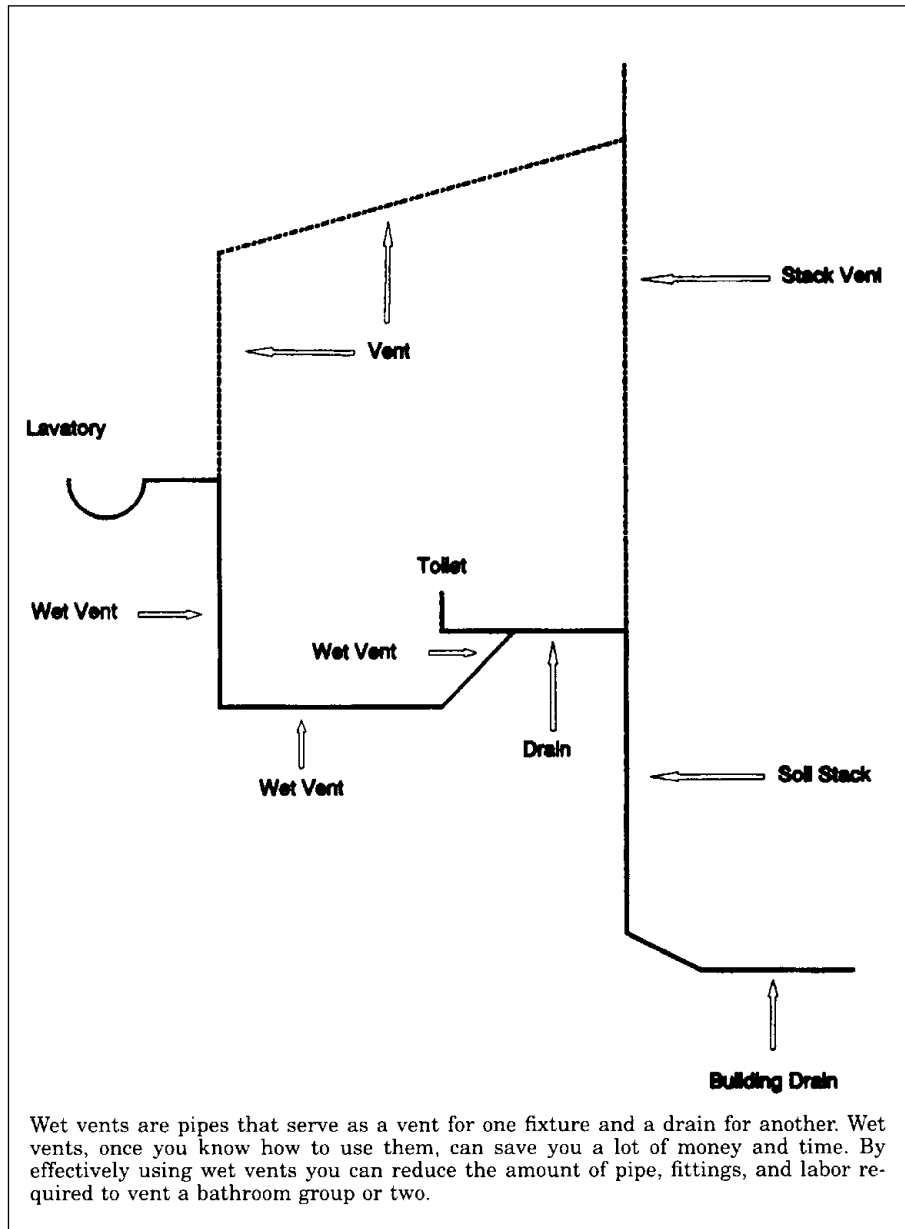 Stack Vent
Vent
Lavatory
Toilet
Wet Vent
Wet Vent
Drain
Wet Vent
Soil Stack
Building Drain
Wet vents are pipes that serve as a vent for one fixture and a drain for another. Wet
vents, once you know how to use them, can save you a lot of money and time. By
effectively using wet vents you can reduce the amount of pipe, fittings, and labor re-
quired to vent a bathroom group or two.